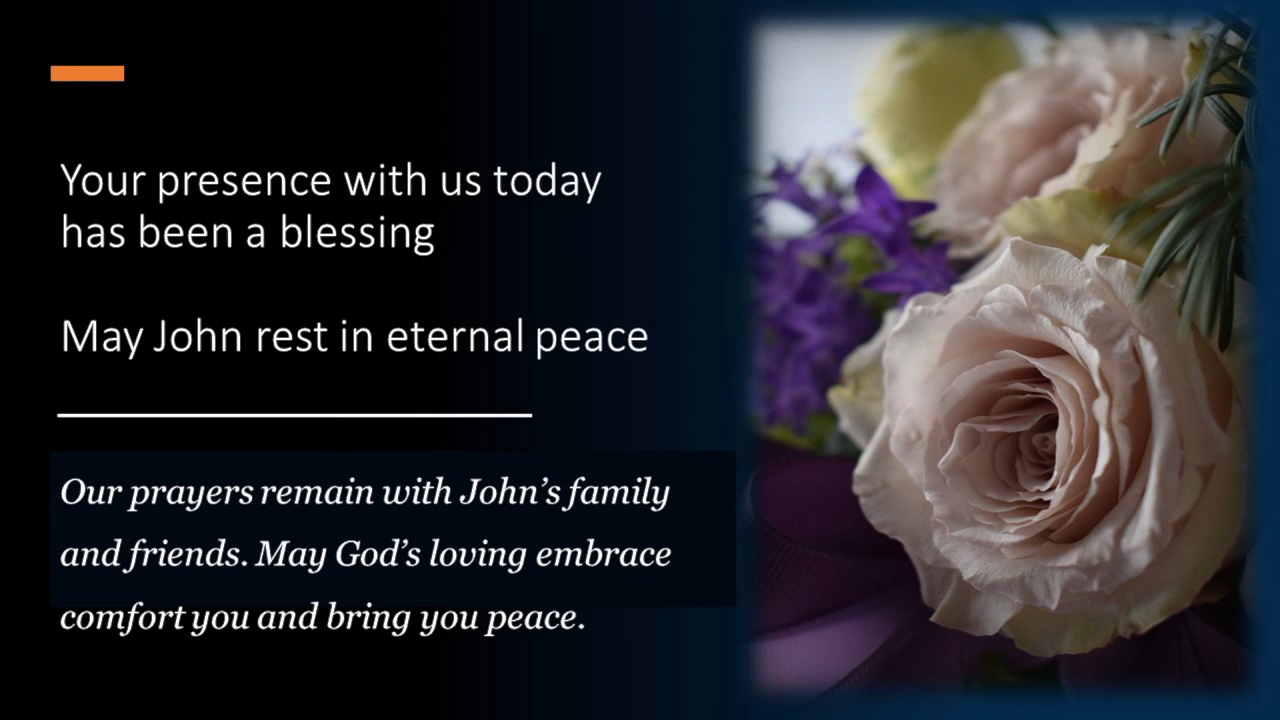 Your presence with us today
has been a blessing
May John rest in eternal peace
Our prayers remain with John’s family
and friends. May God’s loving embrace
comfort you and bring you peace.